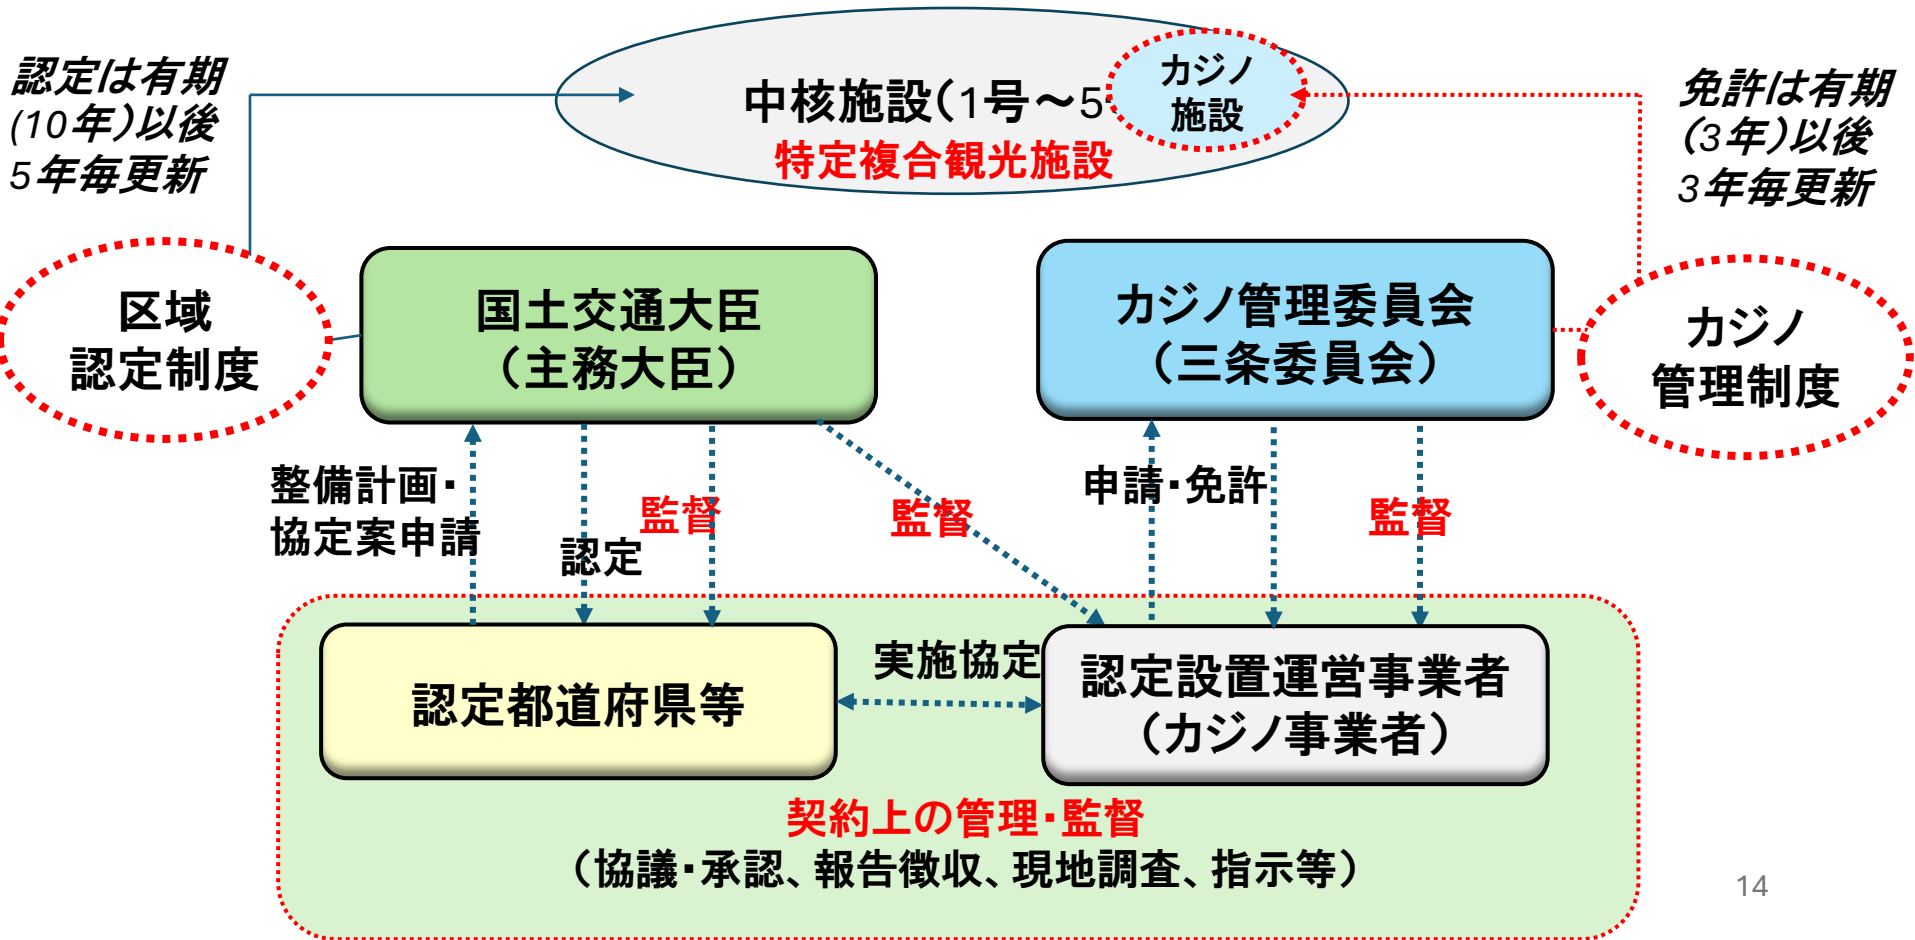 認定は有期
(10年)以後
5年毎更新
中核施設(1号～5
カジノ
施設
特定複合観光施設
免許は有期
(3年)以後
3年毎更新
区域
認定制度
国土交通大臣
(主務大臣)
カジノ管理委員会
(三条委員会)
カジノ
管理制度
整備計画・
協定案申請
認定
監督
監督
申請・免許
監督
認定都道府県等
実施協定
認定設置運営事業者
(カジノ事業者)
契約上の管理・監督
(協議・承認、報告徴収、現地調査、指示等)
14